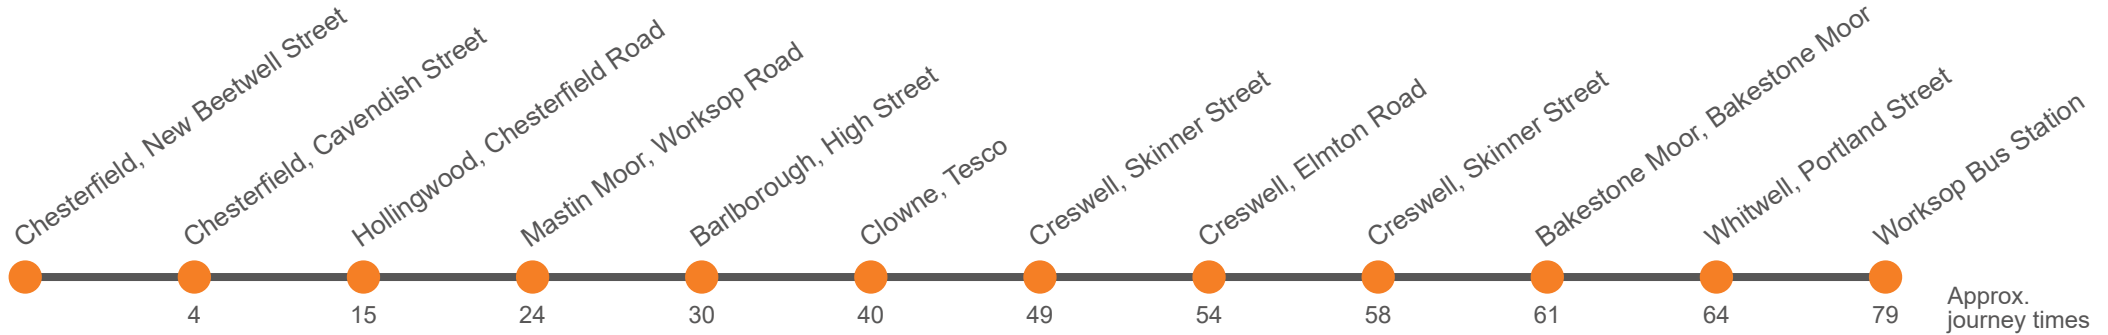 Chesterfield, New Beetwell Street
Chesterfield, Cavendish Street
Hollingwood, Chesterfield Road
Mastin Moor, Worksop Road
Barlborough, High Street
Clowne, Tesco
Creswell, Skinner Street
Creswell, Elmton Road
Creswell, Skinner Street
Bakestone Moor, Bakestone Moor
Whitwell, Portland Street
Worksop Bus Station
4
15
24
30
40
49
54
58
61
64
79
Approx.
journey times